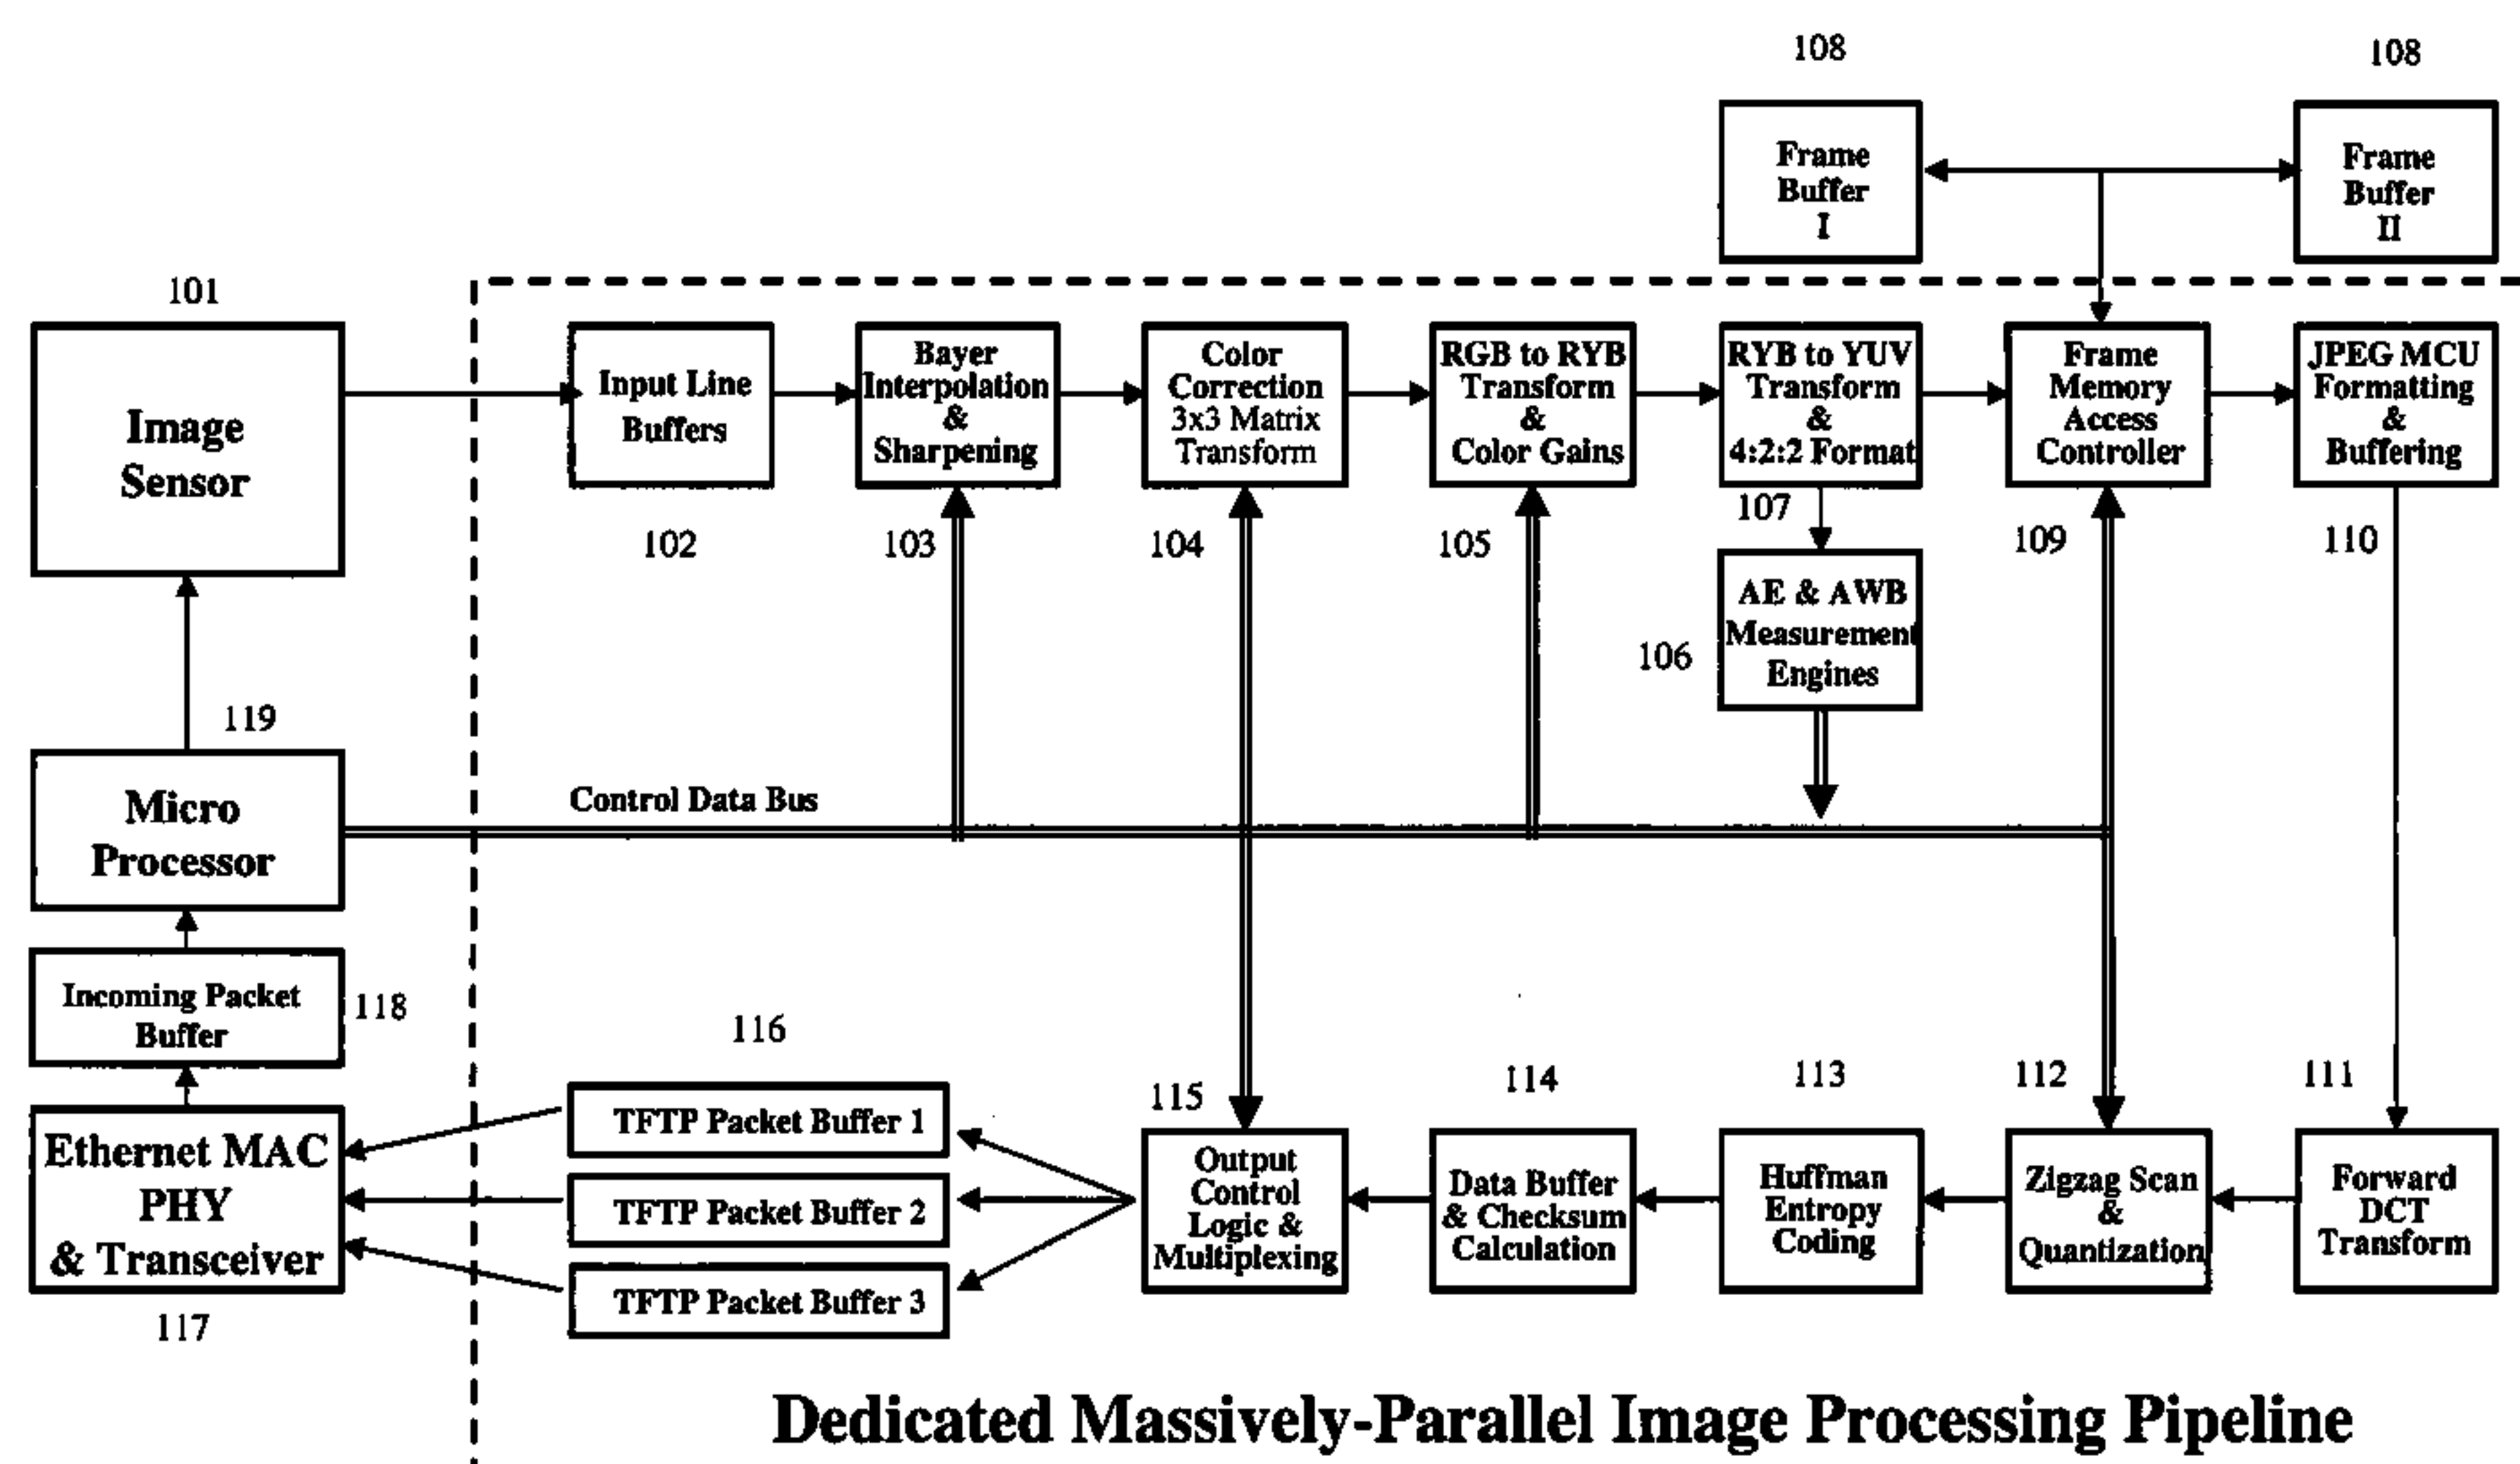 108
108
Frame
Buffer
I
Frame
Buffer
II
101
Image
Sensor
Input Line
Buffers
Bayer
Interpolation
&
Sharpening
Color
Correction
3x3 Matrix
Transform
RGB to RYB
Transform
&
Color Gains
RYB to YUV
Transform
&
4:2:2 Format
Frame
Memory
Access
Controller
JPEG MCU
Formatting
&
Buffering
102
103
104
105
107
109
110
AE & AWB
Measurement
Engines
106
119
Micro
Processor
Control Data Bus
Incoming Packet
Buffer
118
116
115
114
113
112
111
Ethernet MAC
PHY
& Transceiver
117
TFTP Packet Buffer 1
TFTP Packet Buffer 2
TFTP Packet Buffer 3
Output
Control
Logic &
Multiplexing
Data Buffer
& Checksum
Calculation
Huffman
Entropy
Coding
Zigzag Scan
&
Quantization
Forward
DCT
Transform
Dedicated Massively-Parallel Image Processing Pipeline